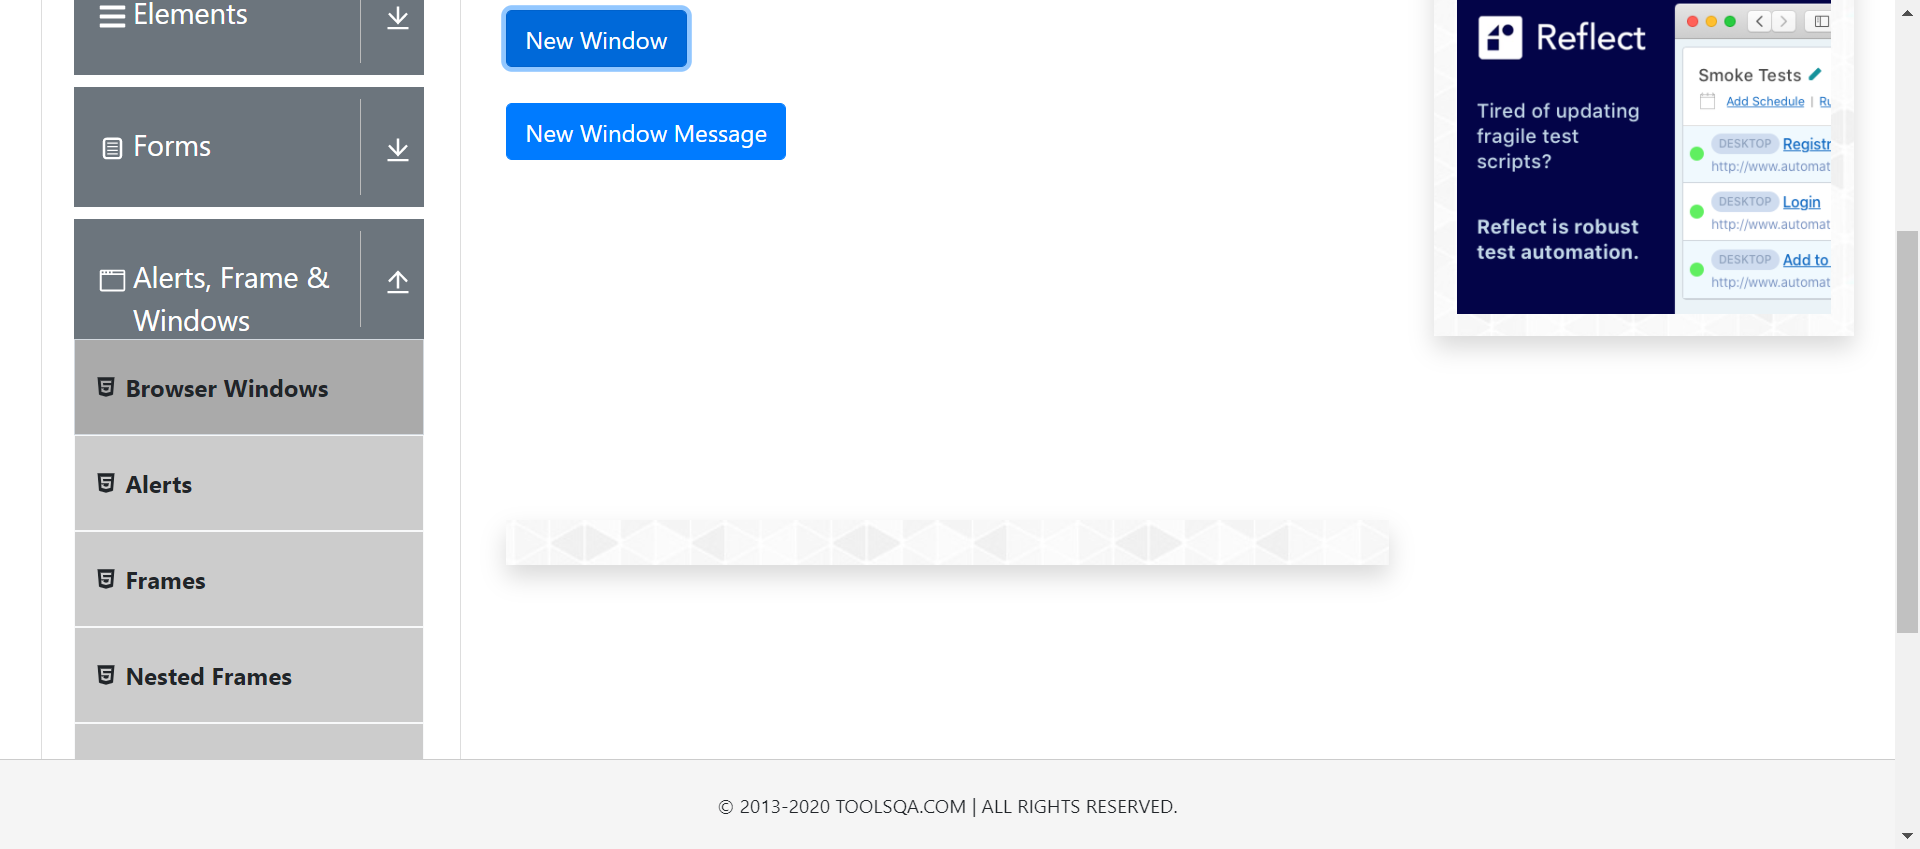 Elements
Forms
Alerts, Frame &
Windows
Browser Windows
Alerts
Frames
Nested Frames
New Window
New Window Message
Reflect
Tired of updating
fragile test
scripts?
Reflect is robust
test automation.
Smoke Tests
Add Schedule | Ru
DESKTOP Registr
http://www.automat
DESKTOP Login
http://www.automat
DESKTOP Add to
http://www.automat
© 2013-2020 TOOLSQA.COM | ALL RIGHTS RESERVED.